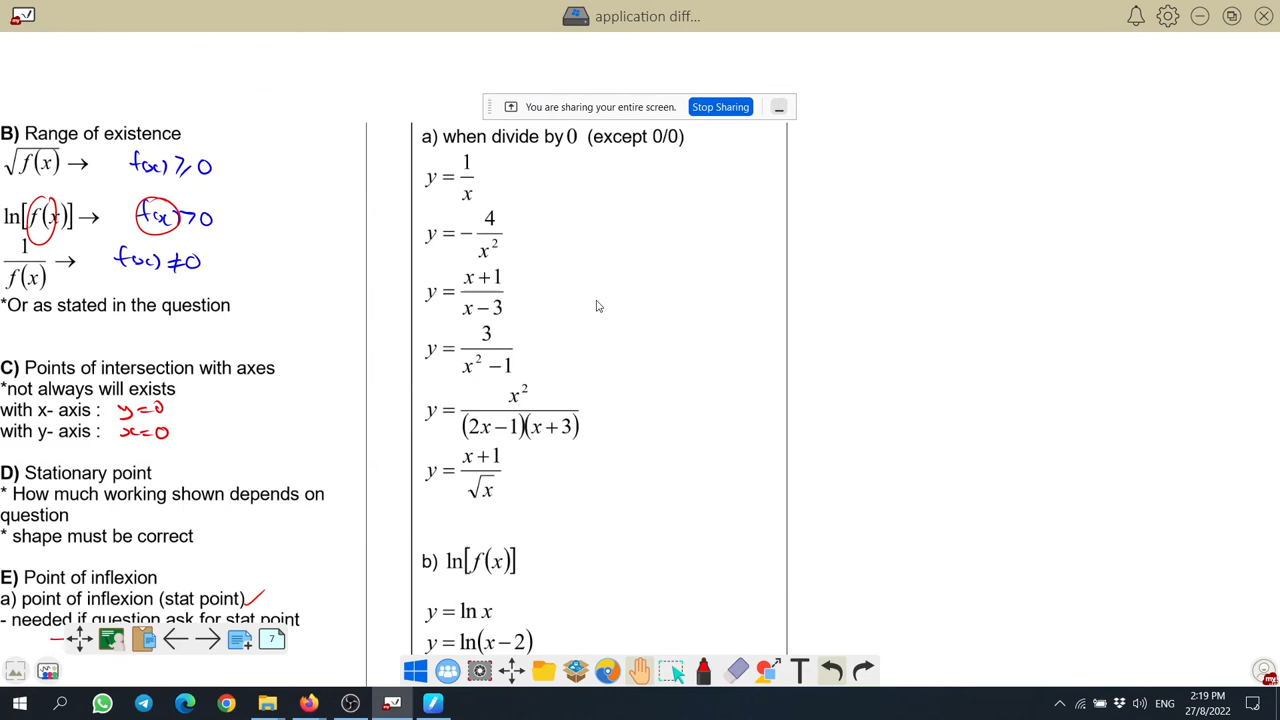 application diff...
You are sharing your entire screen. Stop Sharing
B) Range of existence
√f(x) → f(x) ≥ 0
ln[f(x)] → f(x) > 0
1/f(x) → f(x) ≠ 0
*Or as stated in the question
C) Points of intersection with axes
*not always will exists
with x- axis : y=0
with y- axis : x=0
D) Stationary point
* How much working shown depends on
question
* shape must be correct
E) Point of inflexion
a) point of inflexion (stat point)✓
- needed if question ask for stat point
a) when divide by 0 (except 0/0)
y = 1/x
y = -4/x²
y = (x+1)/(x-3)
y = 3/(x²-1)
y = x²/((2x-1)(x+3))
y = (x+1)/√x
b) ln[f(x)]
y = ln x
y = ln(x-2)
7
T
my
ENG
2:19 PM
27/8/2022